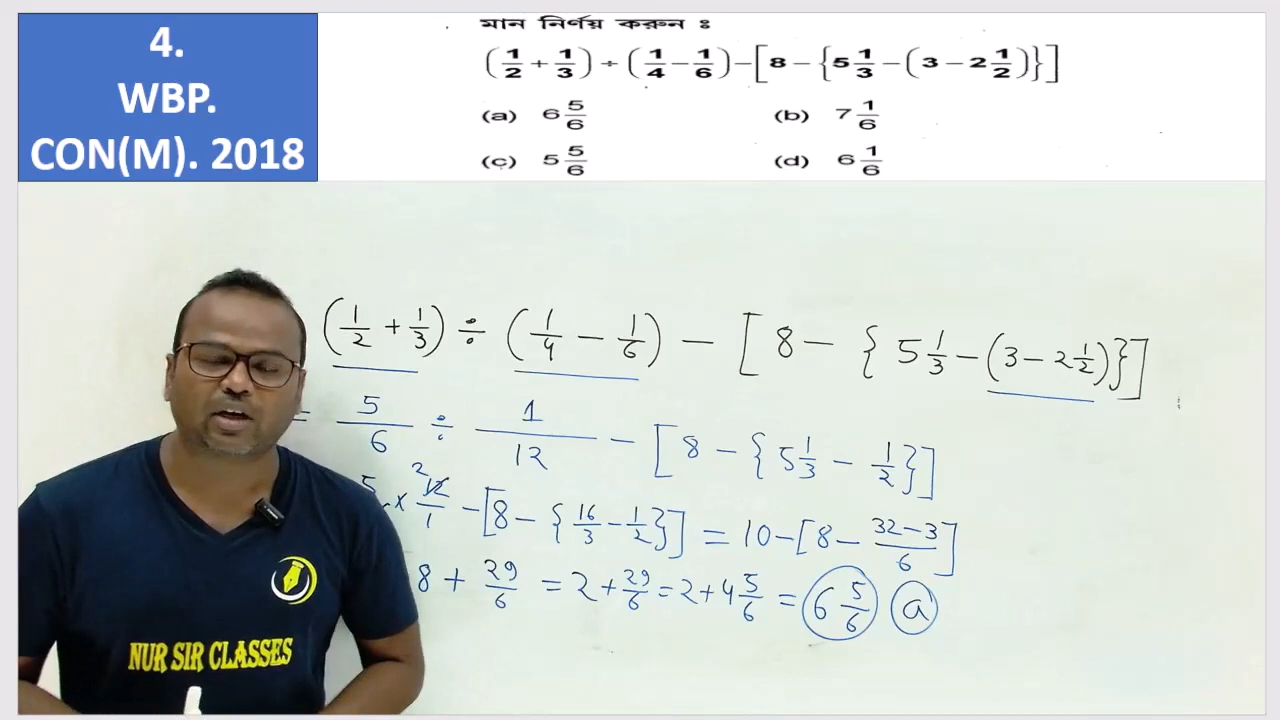 4.
WBP.
CON(M). 2018
মান নির্ণয় করুন ঃ
(1/2 + 1/3) ÷ (1/4 − 1/6) − [8 − {5 1/3 − (3 − 2 1/2)}]
(a) 6 5/6 (b) 7 1/6
(c) 5 5/6 (d) 6 1/6
(1/2 + 1/3) ÷ (1/4 − 1/6) − [8 − {5 1/3 − (3 − 2 1/2)}]
= 5/6 ÷ 1/12 − [8 − {5 1/3 − 1/2}]
5 × 12/1 2 − [8 − {16/3 − 1/2}] = 10 − [8 − 32−3/6]
8 + 29/6 = 2 + 29/6 = 2 + 4 5/6 = 6 5/6 a
NUR SIR CLASSES